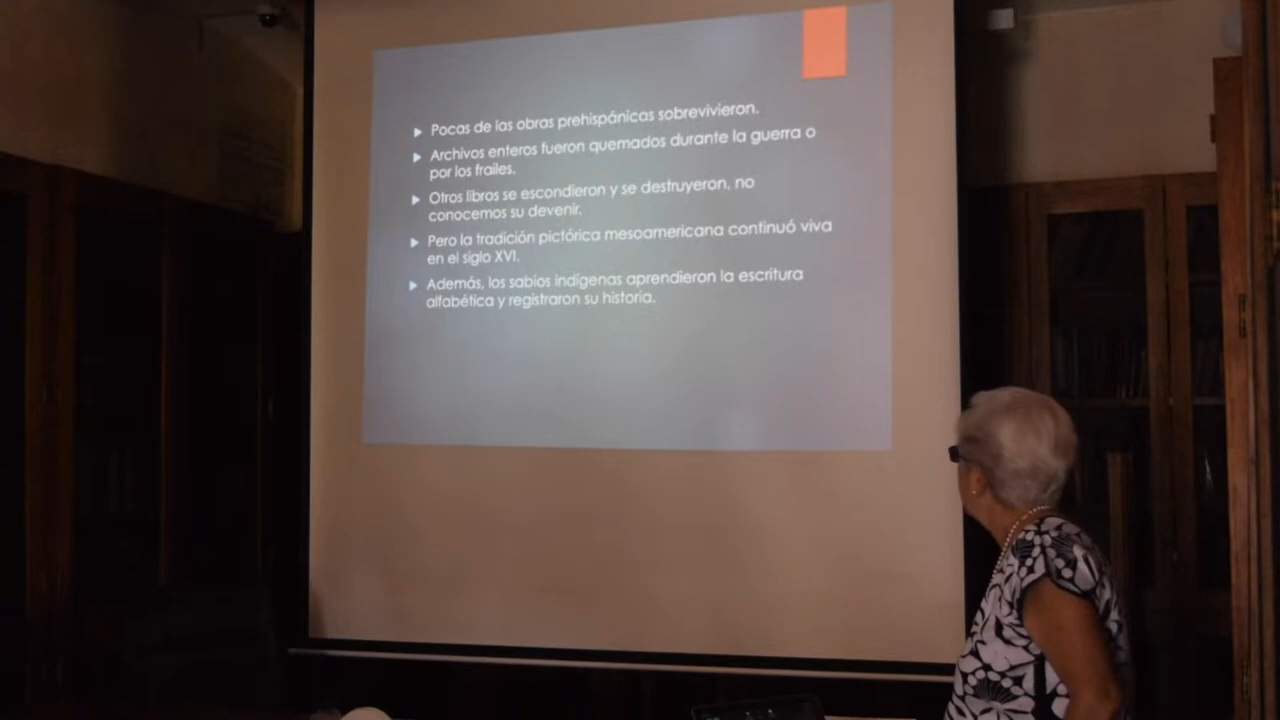 Pocas de las obras prehispánicas sobrevivieron.
Archivos enteros fueron quemados durante la guerra o
por los frailes.
Otros libros se escondieron y se destruyeron, no
conocemos su devenir.
Pero la tradición pictórica mesoamericana continuó viva
en el siglo XVI.
Además, los sabios indígenas aprendieron la escritura
alfabética y registraron su historia.